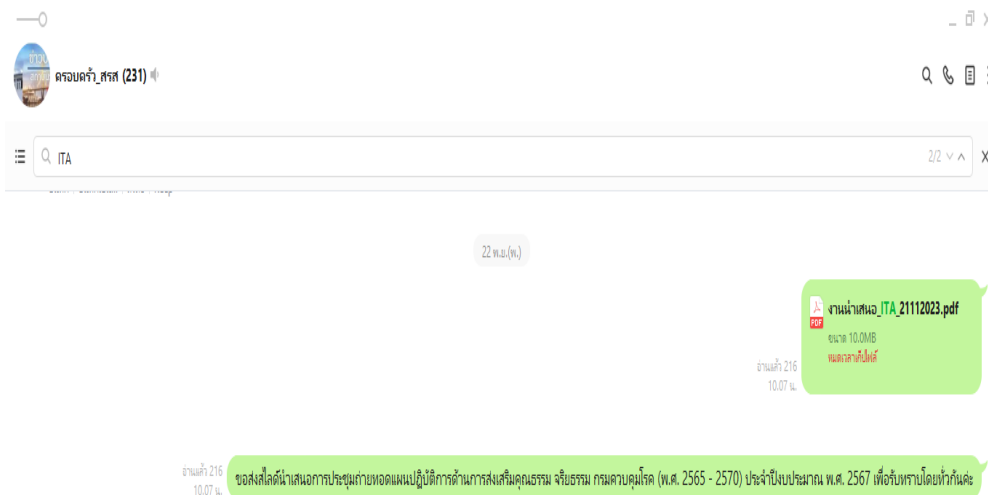 ครอบครัว_สรส (231)
ITA
2/2
22 พ.ย.(พ.)
งานนำเสนอ_ITA_21112023.pdf
PDF
ขนาด 10.0MB
หมดเวลาเก็บไฟล์
อ่านแล้ว 216
10.07 น.
อ่านแล้ว 216
10.07 น.
ขอส่งสไลด์นำเสนอการประชุมถ่ายทอดแผนปฏิบัติการด้านการส่งเสริมคุณธรรม จริยธรรม กรมควบคุมโรค (พ.ศ. 2565 - 2570) ประจำปีงบประมาณ พ.ศ. 2567 เพื่อรับทราบโดยทั่วกันค่ะ